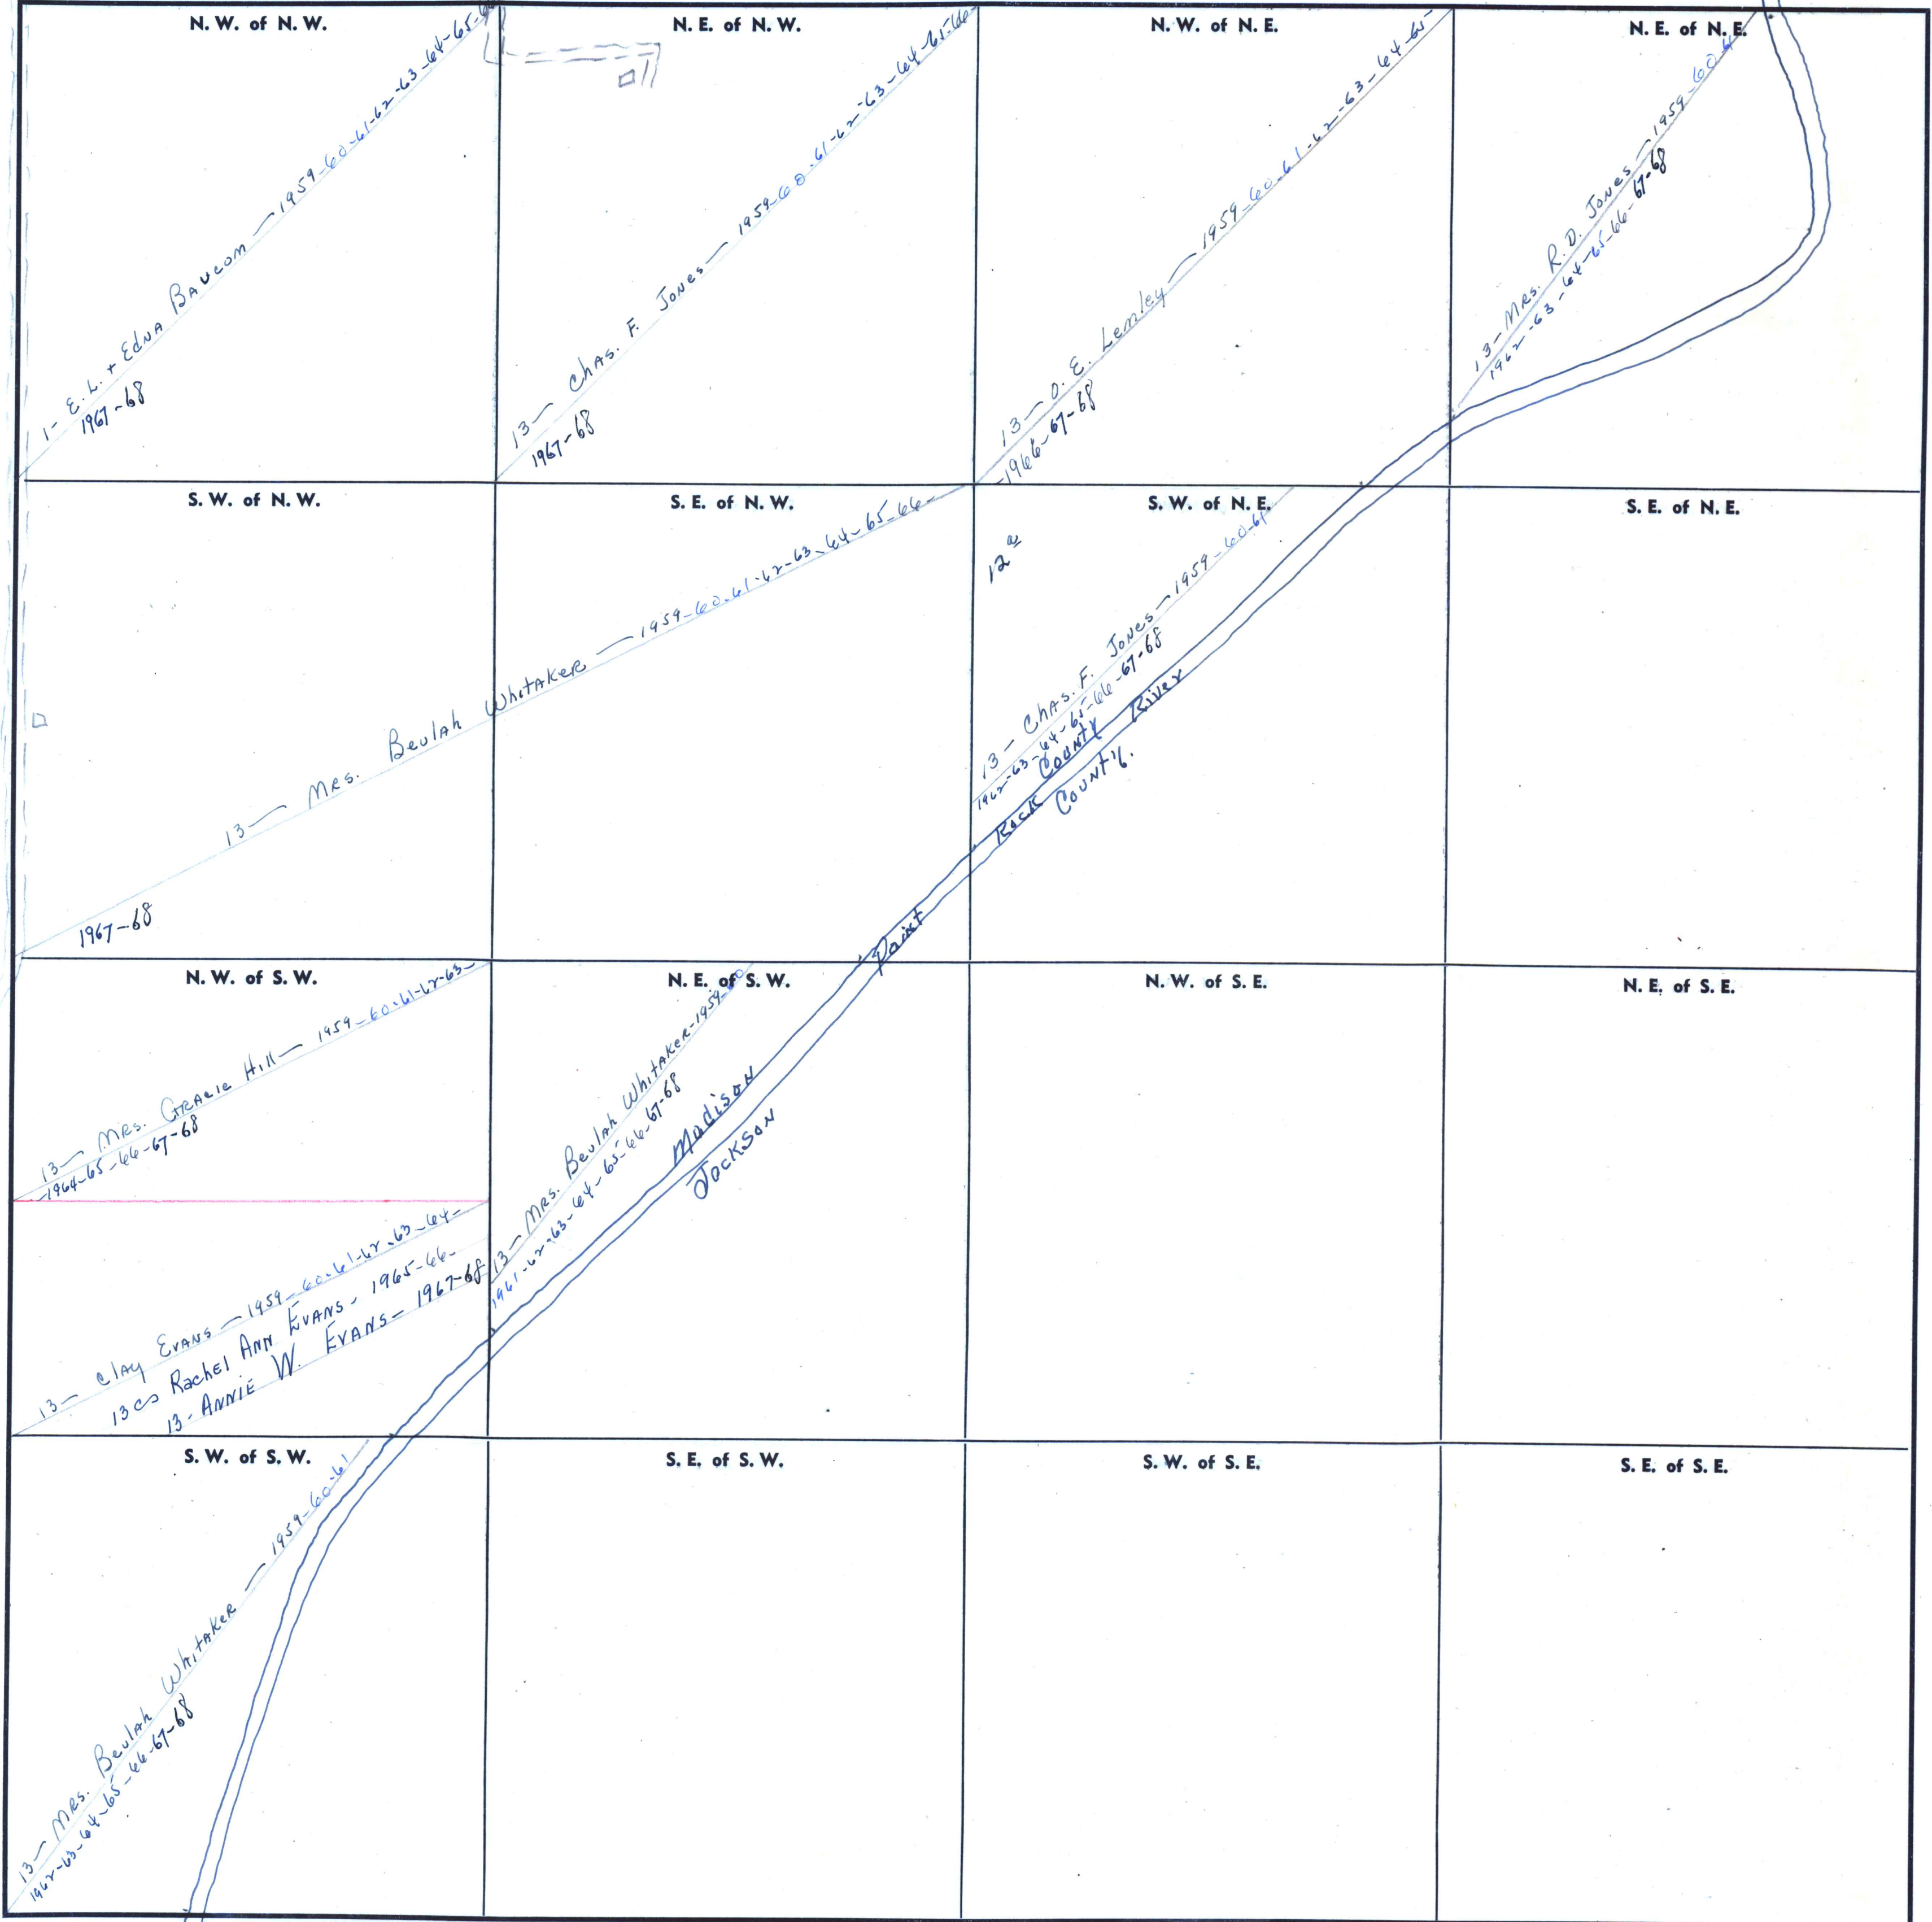 N. W. of N. W.
1- E. L. + Edna Baucom — 1959-60-61-62-63-64-65-66
1967-68
N. E. of N. W.
13— Chas. F. Jones — 1959-60-61-62-63-64-65-66-
1967-68
N. W. of N. E.
13— O. E. Lemley — 1959-60-61-62-63-64-65-
-1966-67-68
N. E. of N. E.
13— Mrs. R. D. Jones — 1959-60-61
1962-63-64-65-66-67-68
S. W. of N. W.
S. E. of N. W.
13— Mrs. Beulah Whitaker — 1959-60-61-62-63-64-65-66-
1967-68
S. W. of N. E.
12 a
13— Chas. F. Jones — 1959-60-61
1962-63-64-65-66-67-68
County
Paint Rock River
County.
S. E. of N. E.
N. W. of S. W.
13— Mrs. Gracie Hill — 1959-60-61-62-63-
-1964-65-66-67-68
13— Clay Evans — 1959-60-61-62-63-64-
13 Rachel Ann Evans- 1965-66-
13- Annie W. Evans- 1967-68
N. E. of S. W.
13— Mrs. Beulah Whitaker-1959-60
1961-62-63-64-65-66-67-68
Madison
Jackson
N. W. of S. E.
N. E. of S. E.
S. W. of S. W.
13— Mrs. Beulah Whitaker — 1959-60-61
1962-63-64-65-66-67-68
S. E. of S. W.
S. W. of S. E.
S. E. of S. E.